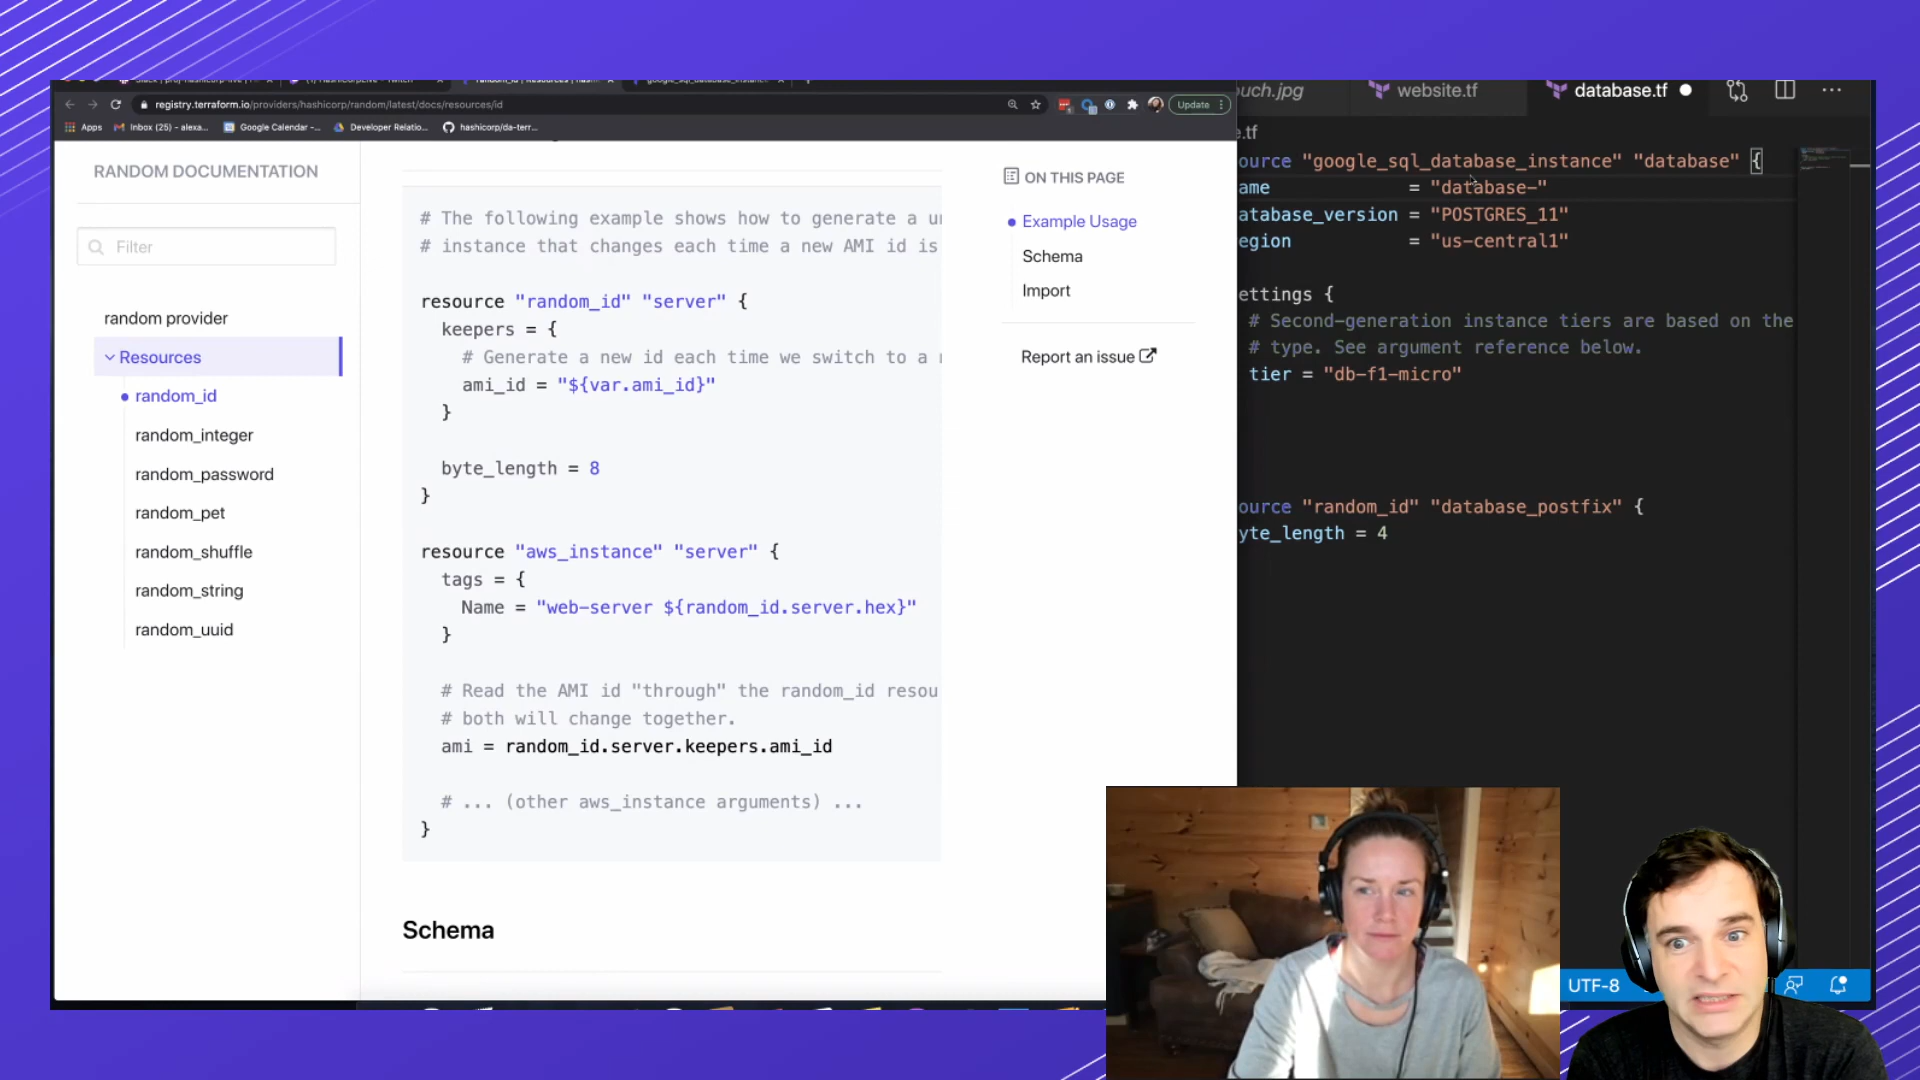 registry.terraform.io/providers/hashicorp/random/latest/docs/resources/id
Update
Apps
Inbox (25) - alexa...
Google Calendar -...
Developer Relatio...
hashicorp/da-terr...
RANDOM DOCUMENTATION
Filter
random provider
Resources
random_id
random_integer
random_password
random_pet
random_shuffle
random_string
random_uuid
# The following example shows how to generate a
# instance that changes each time a new AMI id is
resource "random_id" "server" {
keepers = {
# Generate a new id each time we switch to a
ami_id = "${var.ami_id}"
}
byte_length = 8
}
resource "aws_instance" "server" {
tags = {
Name = "web-server ${random_id.server.hex}"
}
# Read the AMI id "through" the random_id resou
# both will change together.
ami = random_id.server.keepers.ami_id
# ... (other aws_instance arguments) ...
}
Schema
ON THIS PAGE
Example Usage
Schema
Import
Report an issue
ouch.jpg
website.tf
database.tf
e.tf
ource "google_sql_database_instance" "database" {
ame = "database-"
atabase_version = "POSTGRES_11"
egion = "us-central1"
ettings {
# Second-generation instance tiers are based on the
# type. See argument reference below.
tier = "db-f1-micro"
ource "random_id" "database_postfix" {
yte_length = 4
UTF-8